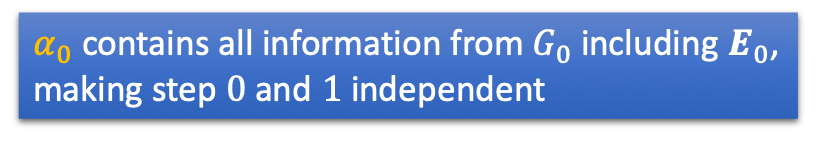 α₀ contains all information from G₀ including E₀,
making step 0 and 1 independent